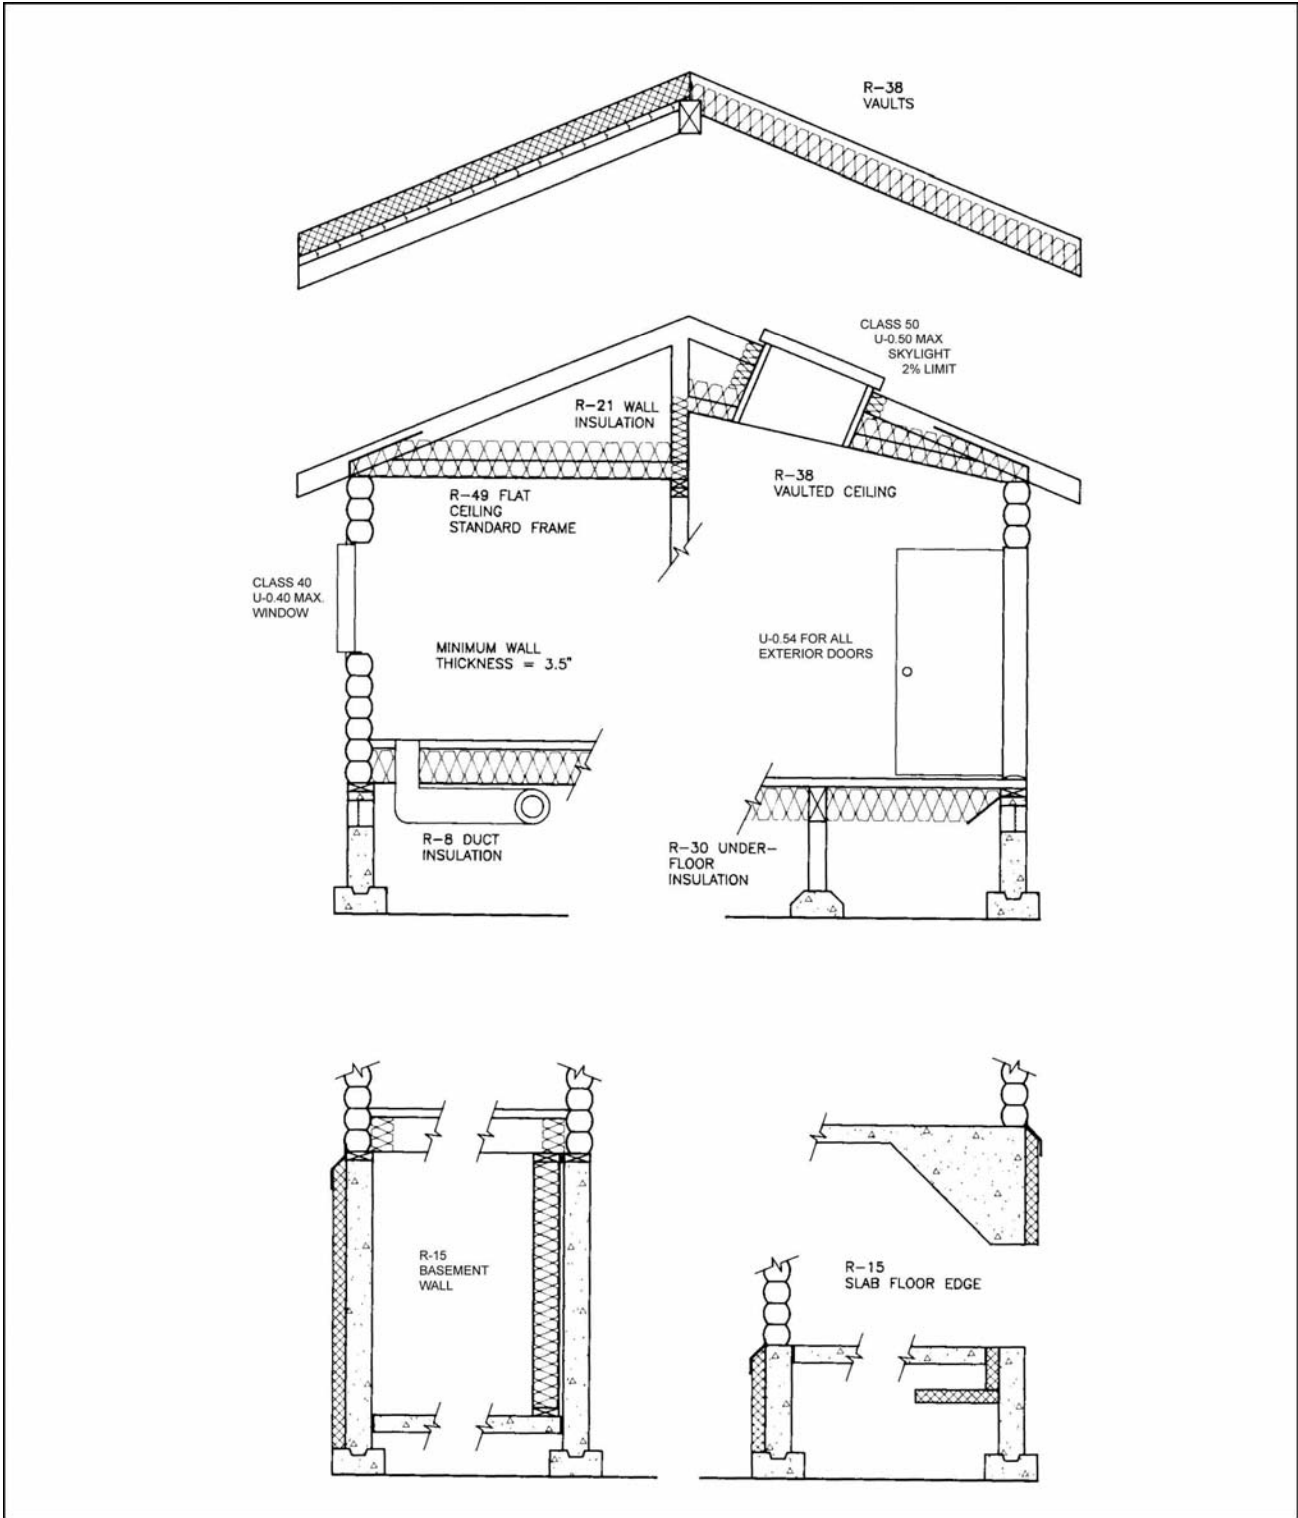 R-38
VAULTS
CLASS 50
U-0.50 MAX
SKYLIGHT
2% LIMIT
R-21 WALL
INSULATION
R-49 FLAT
CEILING
STANDARD FRAME
R-38
VAULTED CEILING
CLASS 40
U-0.40 MAX.
WINDOW
MINIMUM WALL
THICKNESS = 3.5"
U-0.54 FOR ALL
EXTERIOR DOORS
R-8 DUCT
INSULATION
R-30 UNDER-
FLOOR
INSULATION
R-15
BASEMENT
WALL
R-15
SLAB FLOOR EDGE